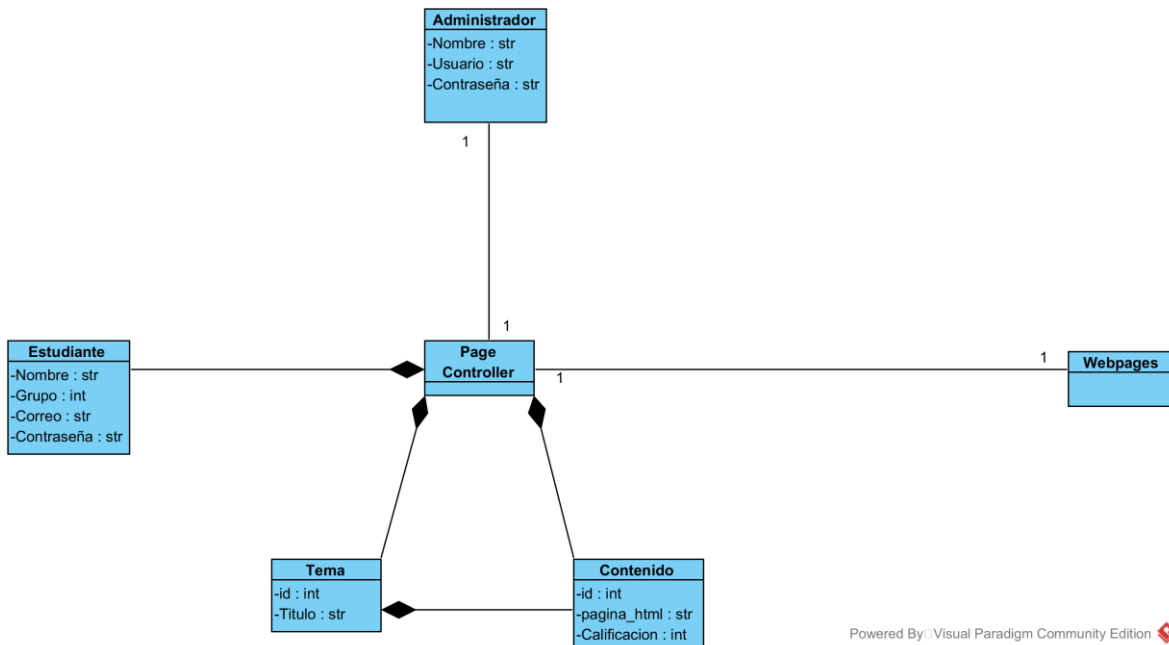 Administrador
-Nombre : str
-Usuario : str
-Contraseña : str
1
1
Estudiante
-Nombre : str
-Grupo : int
-Correo : str
-Contraseña : str
Page
Controller
1
1
Webpages
Tema
-id : int
-Titulo : str
Contenido
-id : int
-pagina_html : str
-Calificacion : int
Powered By Visual Paradigm Community Edition